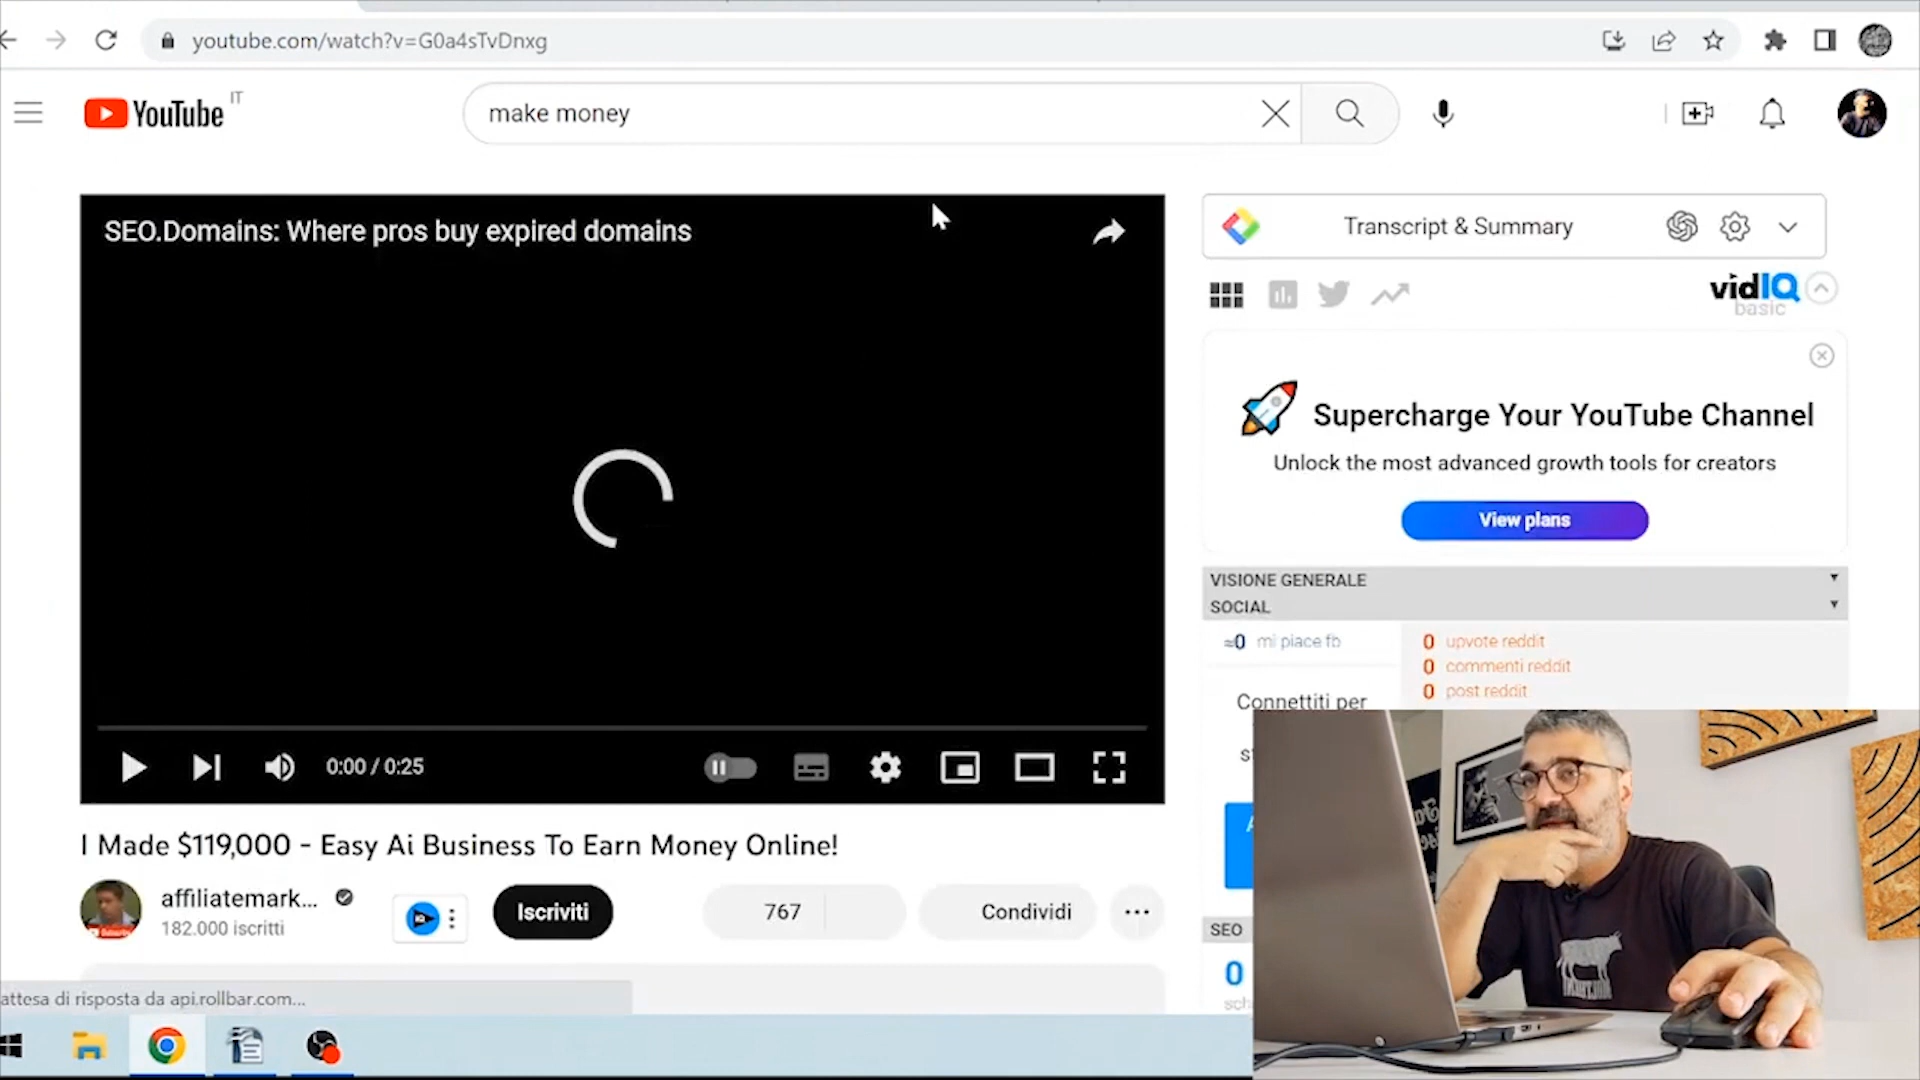 youtube.com/watch?v=G0a4sTvDnxg
YouTube IT
make money
SEO.Domains: Where pros buy expired domains
Transcript & Summary
vidIQ
basic
Supercharge Your YouTube Channel
Unlock the most advanced growth tools for creators
View plans
VISIONE GENERALE
SOCIAL
≈0 mi piace fb
0 upvote reddit
0 commenti reddit
0 post reddit
Connettiti per
0:00 / 0:25
I Made $119,000 - Easy Ai Business To Earn Money Online!
affiliatemark...
182.000 iscritti
Iscriviti
767
Condividi
SEO
0
attesa di risposta da api.rollbar.com...